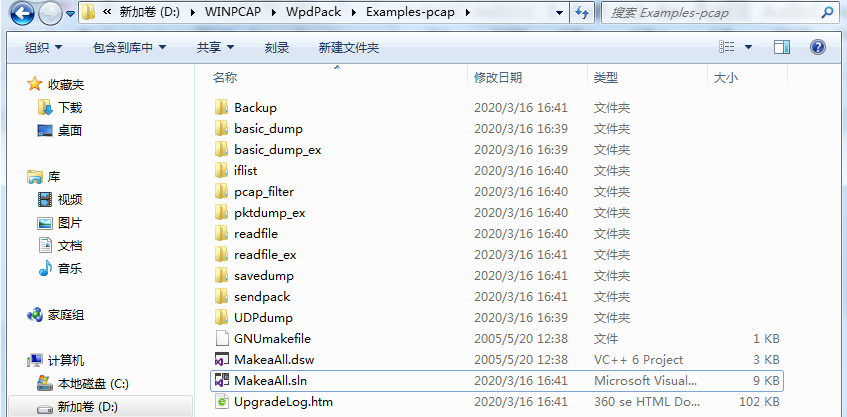 « 新加卷 (D:) WINPCAP WpdPack Examples-pcap 搜索 Examples-pcap
组织 包含到库中 共享 刻录 新建文件夹
名称 修改日期 类型 大小
收藏夹
下载
桌面
库
视频
图片
文档
音乐
家庭组
计算机
本地磁盘 (C:)
新加卷 (D:)
Backup 2020/3/16 16:41 文件夹
basic_dump 2020/3/16 16:39 文件夹
basic_dump_ex 2020/3/16 16:39 文件夹
iflist 2020/3/16 16:40 文件夹
pcap_filter 2020/3/16 16:40 文件夹
pktdump_ex 2020/3/16 16:40 文件夹
readfile 2020/3/16 16:40 文件夹
readfile_ex 2020/3/16 16:41 文件夹
savedump 2020/3/16 16:41 文件夹
sendpack 2020/3/16 16:41 文件夹
UDPdump 2020/3/16 16:39 文件夹
GNUmakefile 2005/5/20 12:38 文件 1 KB
MakeaAll.dsw 2005/5/20 12:38 VC++ 6 Project 3 KB
MakeaAll.sln 2020/3/16 16:41 Microsoft Visual... 9 KB
UpgradeLog.htm 2020/3/16 16:41 360 se HTML Do... 102 KB